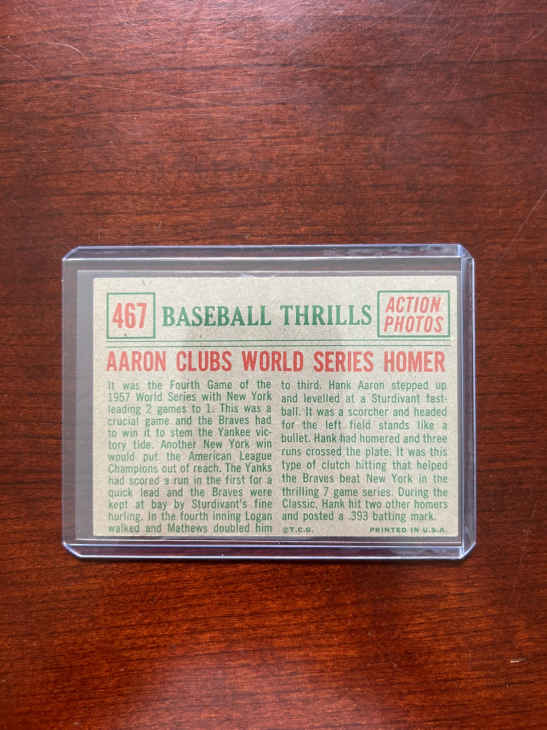 467
BASEBALL THRILLS
ACTION
PHOTOS
AARON CLUBS WORLD SERIES HOMER
It was the Fourth Game of the
1957 World Series with New York
leading 2 games to 1. This was a
crucial game and the Braves had
to win it to stem the Yankee vic-
tory tide. Another New York win
would put the American League
Champions out of reach. The Yanks
had scored a run in the first for a
quick lead and the Braves were
kept at bay by Sturdivant's fine
hurling. In the fourth inning Logan
walked and Mathews doubled him
to third. Hank Aaron stepped up
and levelled at a Sturdivant fast-
ball. It was a scorcher and headed
for the left field stands like a
bullet. Hank had homered and three
runs crossed the plate. It was this
type of clutch hitting that helped
the Braves beat New York in the
thrilling 7 game series. During the
Classic, Hank hit two other homers
and posted a .393 batting mark.
©T.C.G. PRINTED IN U.S.A.